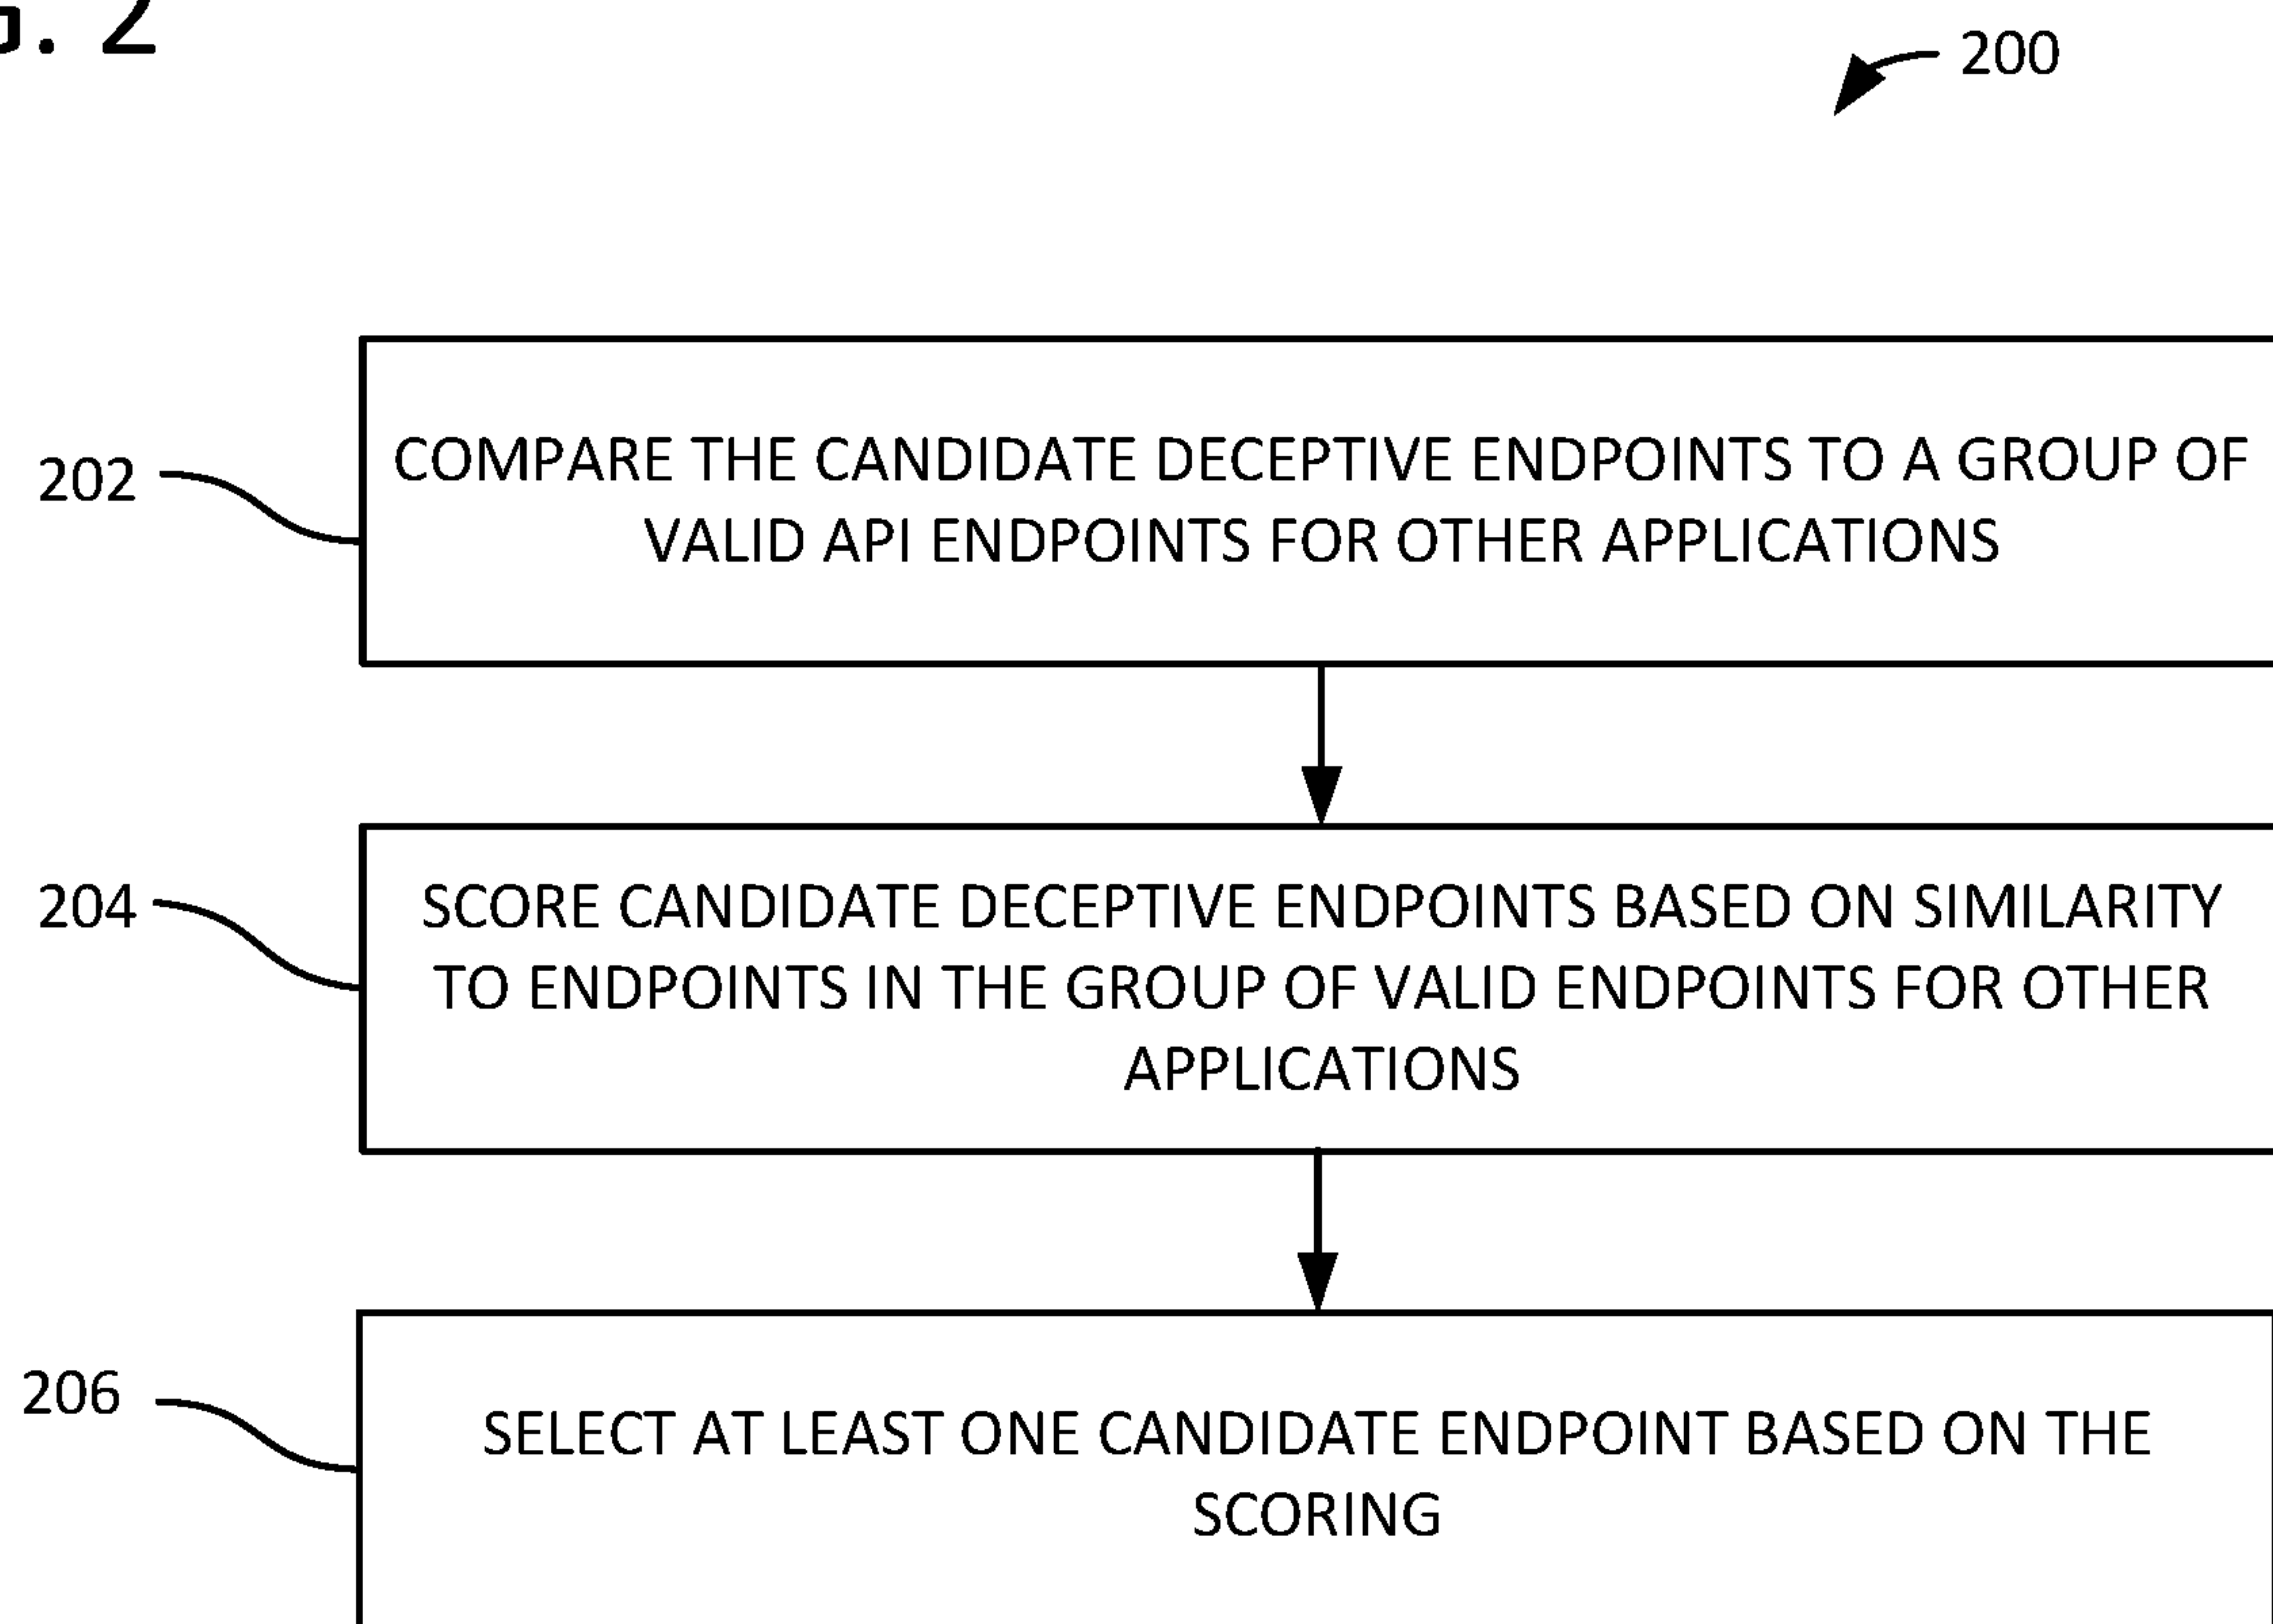 . 2
200
202
COMPARE THE CANDIDATE DECEPTIVE ENDPOINTS TO A GROUP OF
VALID API ENDPOINTS FOR OTHER APPLICATIONS
204
SCORE CANDIDATE DECEPTIVE ENDPOINTS BASED ON SIMILARITY
TO ENDPOINTS IN THE GROUP OF VALID ENDPOINTS FOR OTHER
APPLICATIONS
206
SELECT AT LEAST ONE CANDIDATE ENDPOINT BASED ON THE
SCORING